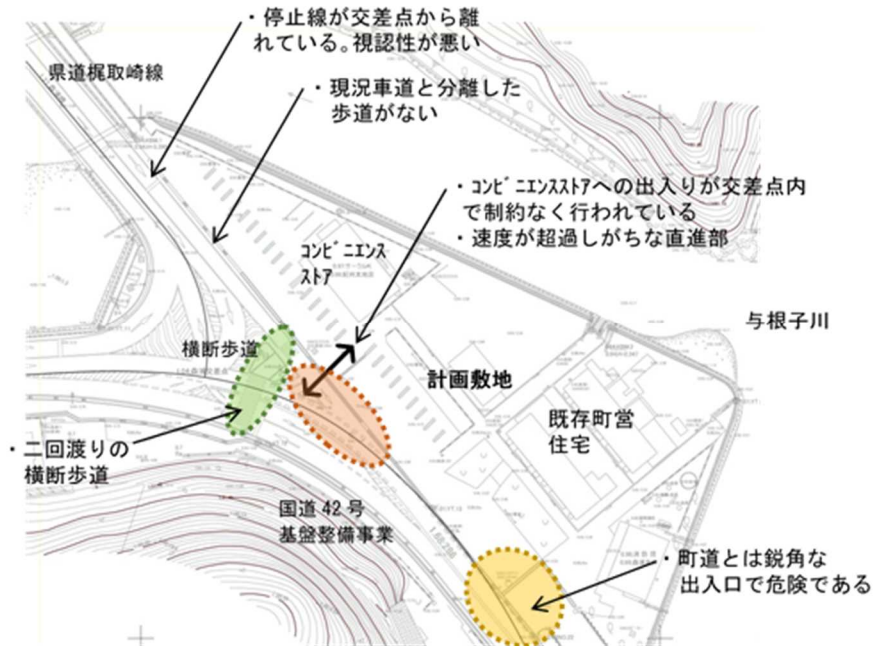 ・停止線が交差点から離
れている。視認性が悪い
県道梶取崎線
・現況車道と分離した
歩道がない
・ｺﾝﾋﾞﾆエンスストアへの出入りが交差点内
で制約なく行われている
・速度が超過しがちな直進部
ｺﾝﾋﾞﾆエンス
ストア
与根子川
横断歩道
計画敷地
既存町営
住宅
・二回渡りの
横断歩道
国道42号
基盤整備事業
・町道とは鋭角な
出入口で危険である